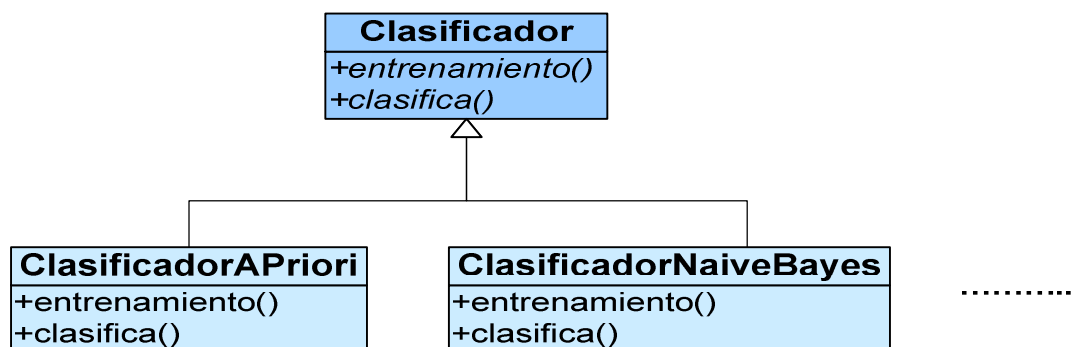 Clasificador
+entrenamiento()
+clasifica()
ClasificadorAPriori
+entrenamiento()
+clasifica()
ClasificadorNaiveBayes
+entrenamiento()
+clasifica()